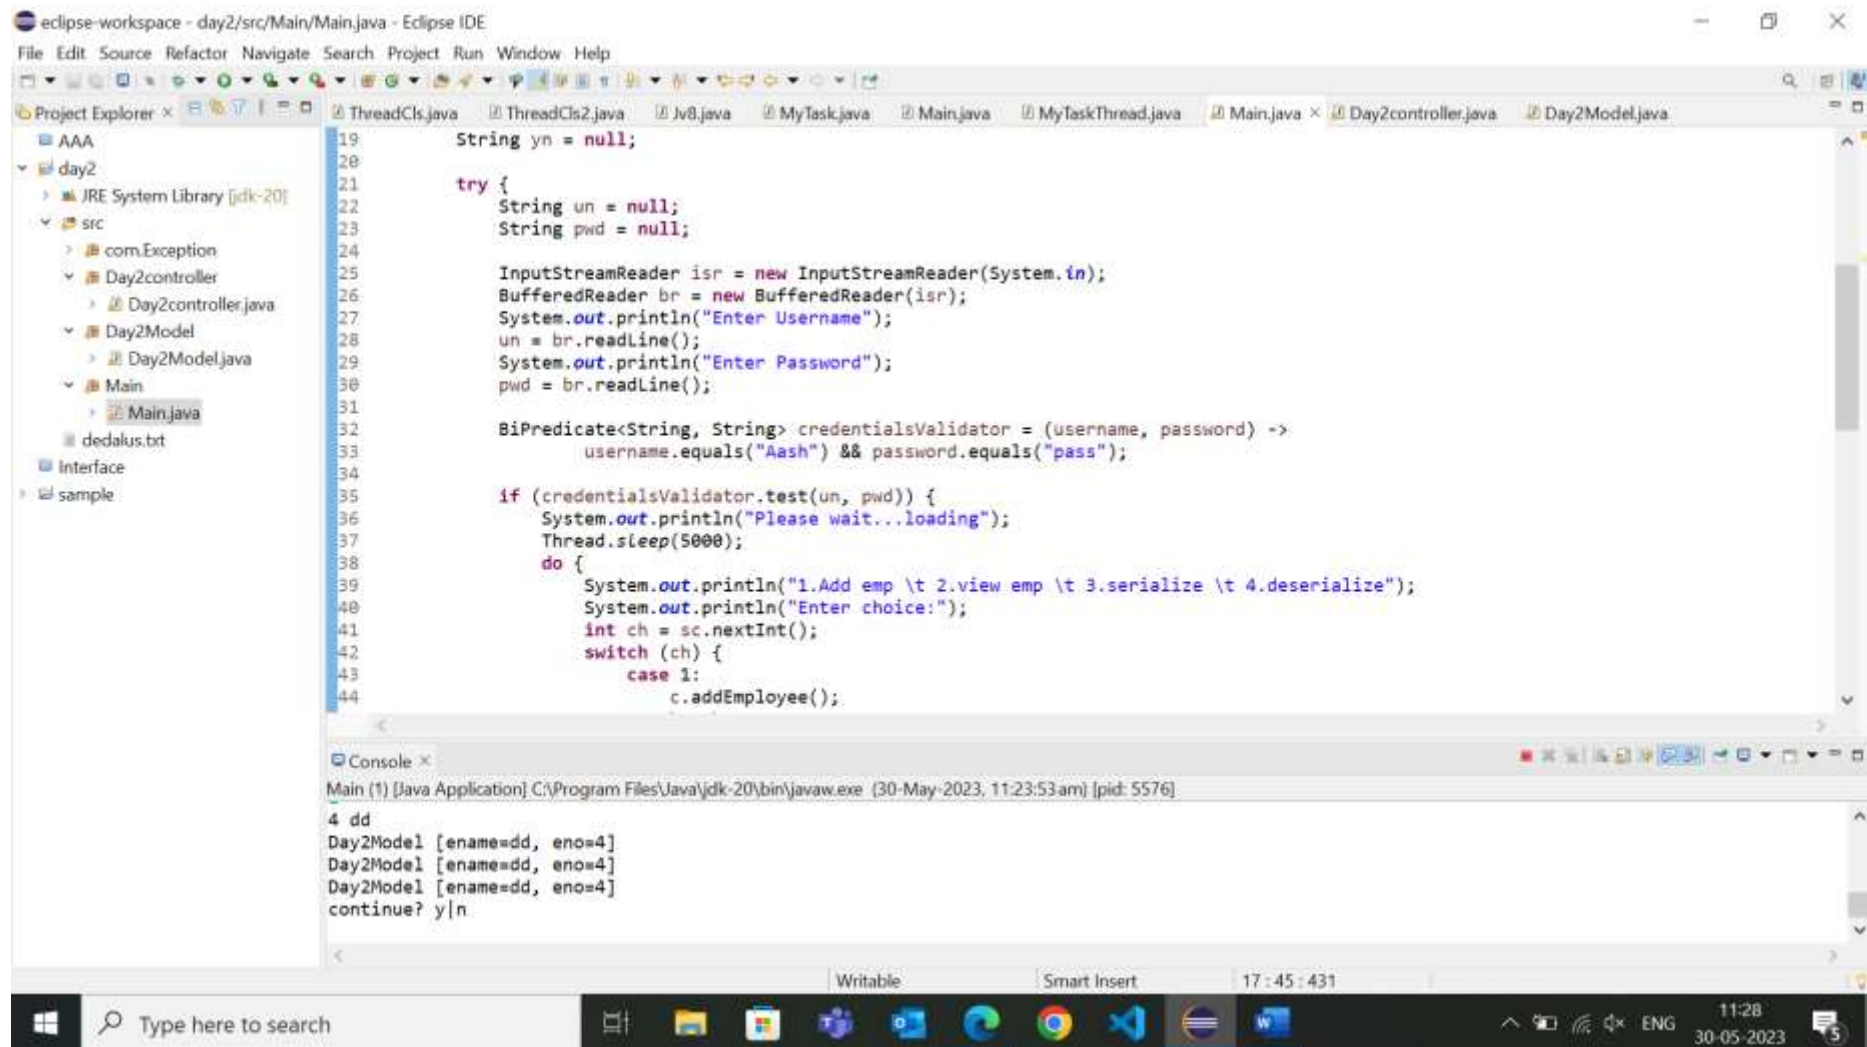 eclipse-workspace - day2/src/Main/Main.java - Eclipse IDE
File Edit Source Refactor Navigate Search Project Run Window Help
Project Explorer
ThreadCls.java ThreadCls2.java Jv8.java MyTask.java Main.java MyTaskThread.java Main.java Day2controller.java Day2Model.java
AAA
day2
JRE System Library [jdk-20]
src
com.Exception
Day2controller
Day2controller.java
Day2Model
Day2Model.java
Main
Main.java
dedalus.txt
Interface
sample
19 String yn = null;
20
21 try {
22 String un = null;
23 String pwd = null;
24
25 InputStreamReader isr = new InputStreamReader(System.in);
26 BufferedReader br = new BufferedReader(isr);
27 System.out.println("Enter Username");
28 un = br.readLine();
29 System.out.println("Enter Password");
30 pwd = br.readLine();
31
32 BiPredicate<String, String> credentialsValidator = (username, password) ->
33 username.equals("Aash") && password.equals("pass");
34
35 if (credentialsValidator.test(un, pwd)) {
36 System.out.println("Please wait...loading");
37 Thread.sleep(5000);
38 do {
39 System.out.println("1.Add emp \t 2.view emp \t 3.serialize \t 4.deserialize");
40 System.out.println("Enter choice:");
41 int ch = sc.nextInt();
42 switch (ch) {
43 case 1:
44 c.addEmployee();
Console
Main (1) [Java Application] C:\Program Files\Java\jdk-20\bin\javaw.exe (30-May-2023, 11:23:53 am) [pid: 5576]
4 dd
Day2Model [ename=dd, eno=4]
Day2Model [ename=dd, eno=4]
Day2Model [ename=dd, eno=4]
continue? y|n
Writable Smart Insert 17 : 45 : 431
Type here to search
ENG
11:28
30-05-2023
5